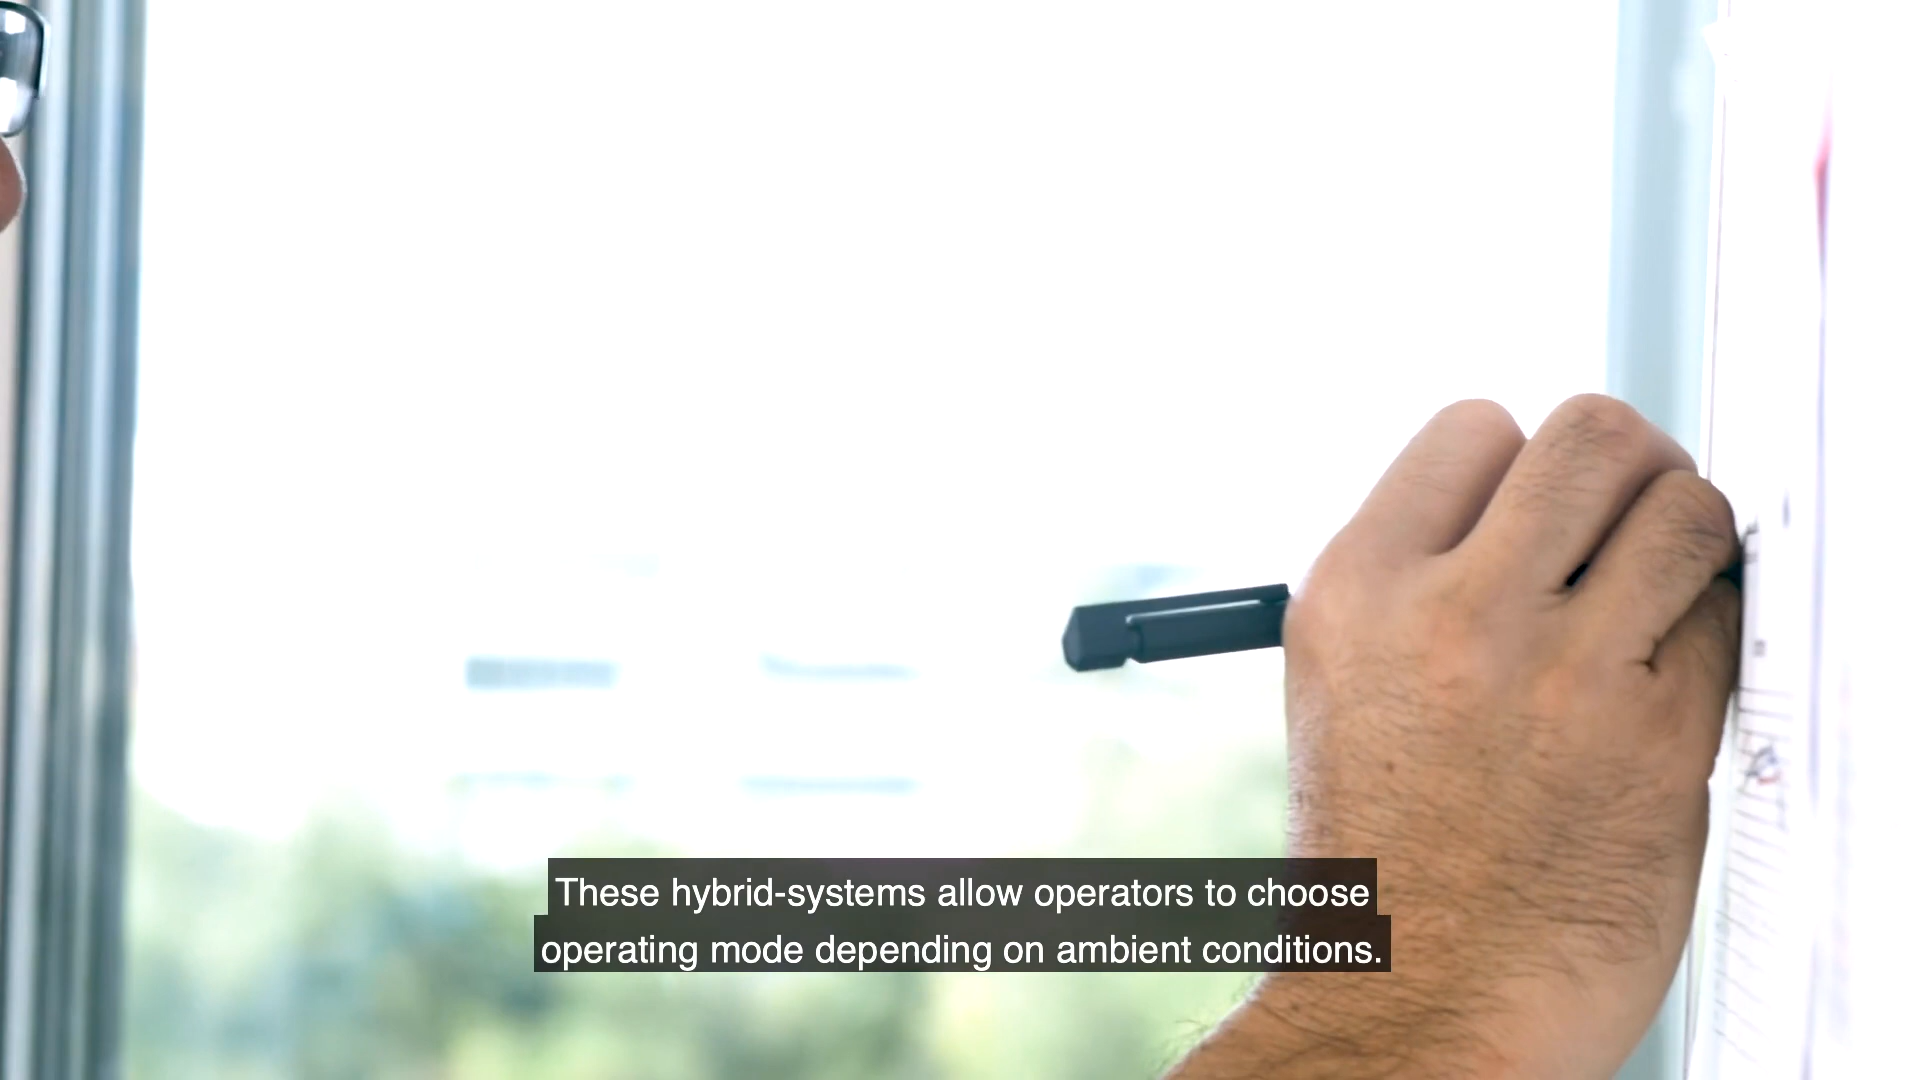 These hybrid-systems allow operators to choose
operating mode depending on ambient conditions.